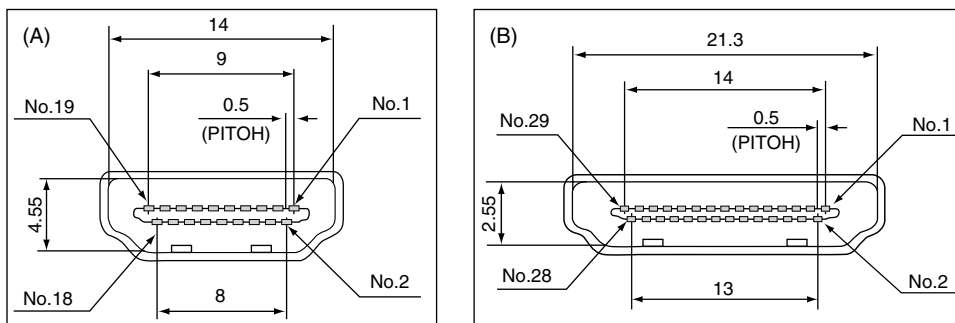 (A)
14
9
No.19
0.5
(PITOH)
No.1
4.55
No.18
8
No.2
(B)
21.3
14
No.29
0.5
(PITOH)
No.1
2.55
No.28
13
No.2